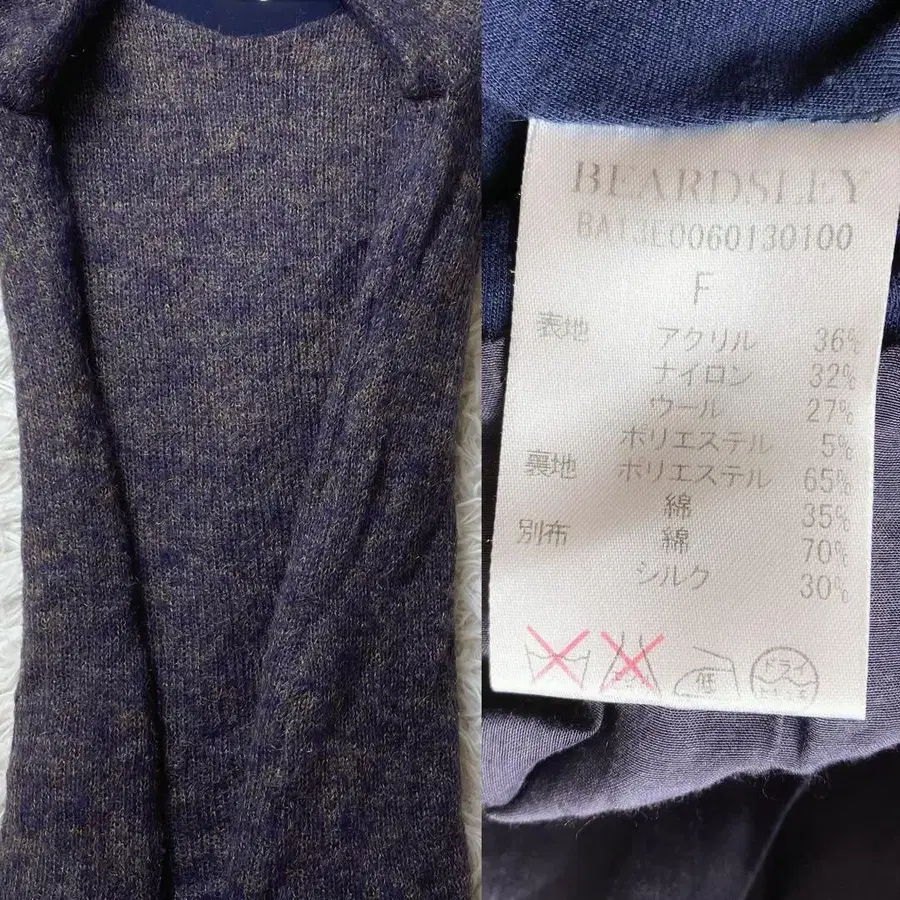 BEARDSLEY
BA13E0060130100
F
表地 アクリル 36%
ナイロン 32%
ウール 27%
ポリエステル 5%
裏地 ポリエステル 65%
綿 35%
別布 綿 70%
シルク 30%
低 ドライ